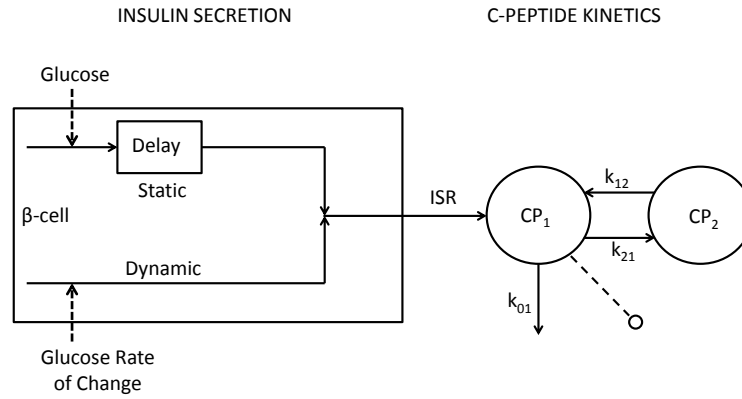 INSULIN SECRETION
C-PEPTIDE KINETICS
Glucose
Delay
Static
β-cell
Dynamic
Glucose Rate
of Change
ISR
CP₁
k₁₂
CP₂
k₂₁
k₀₁